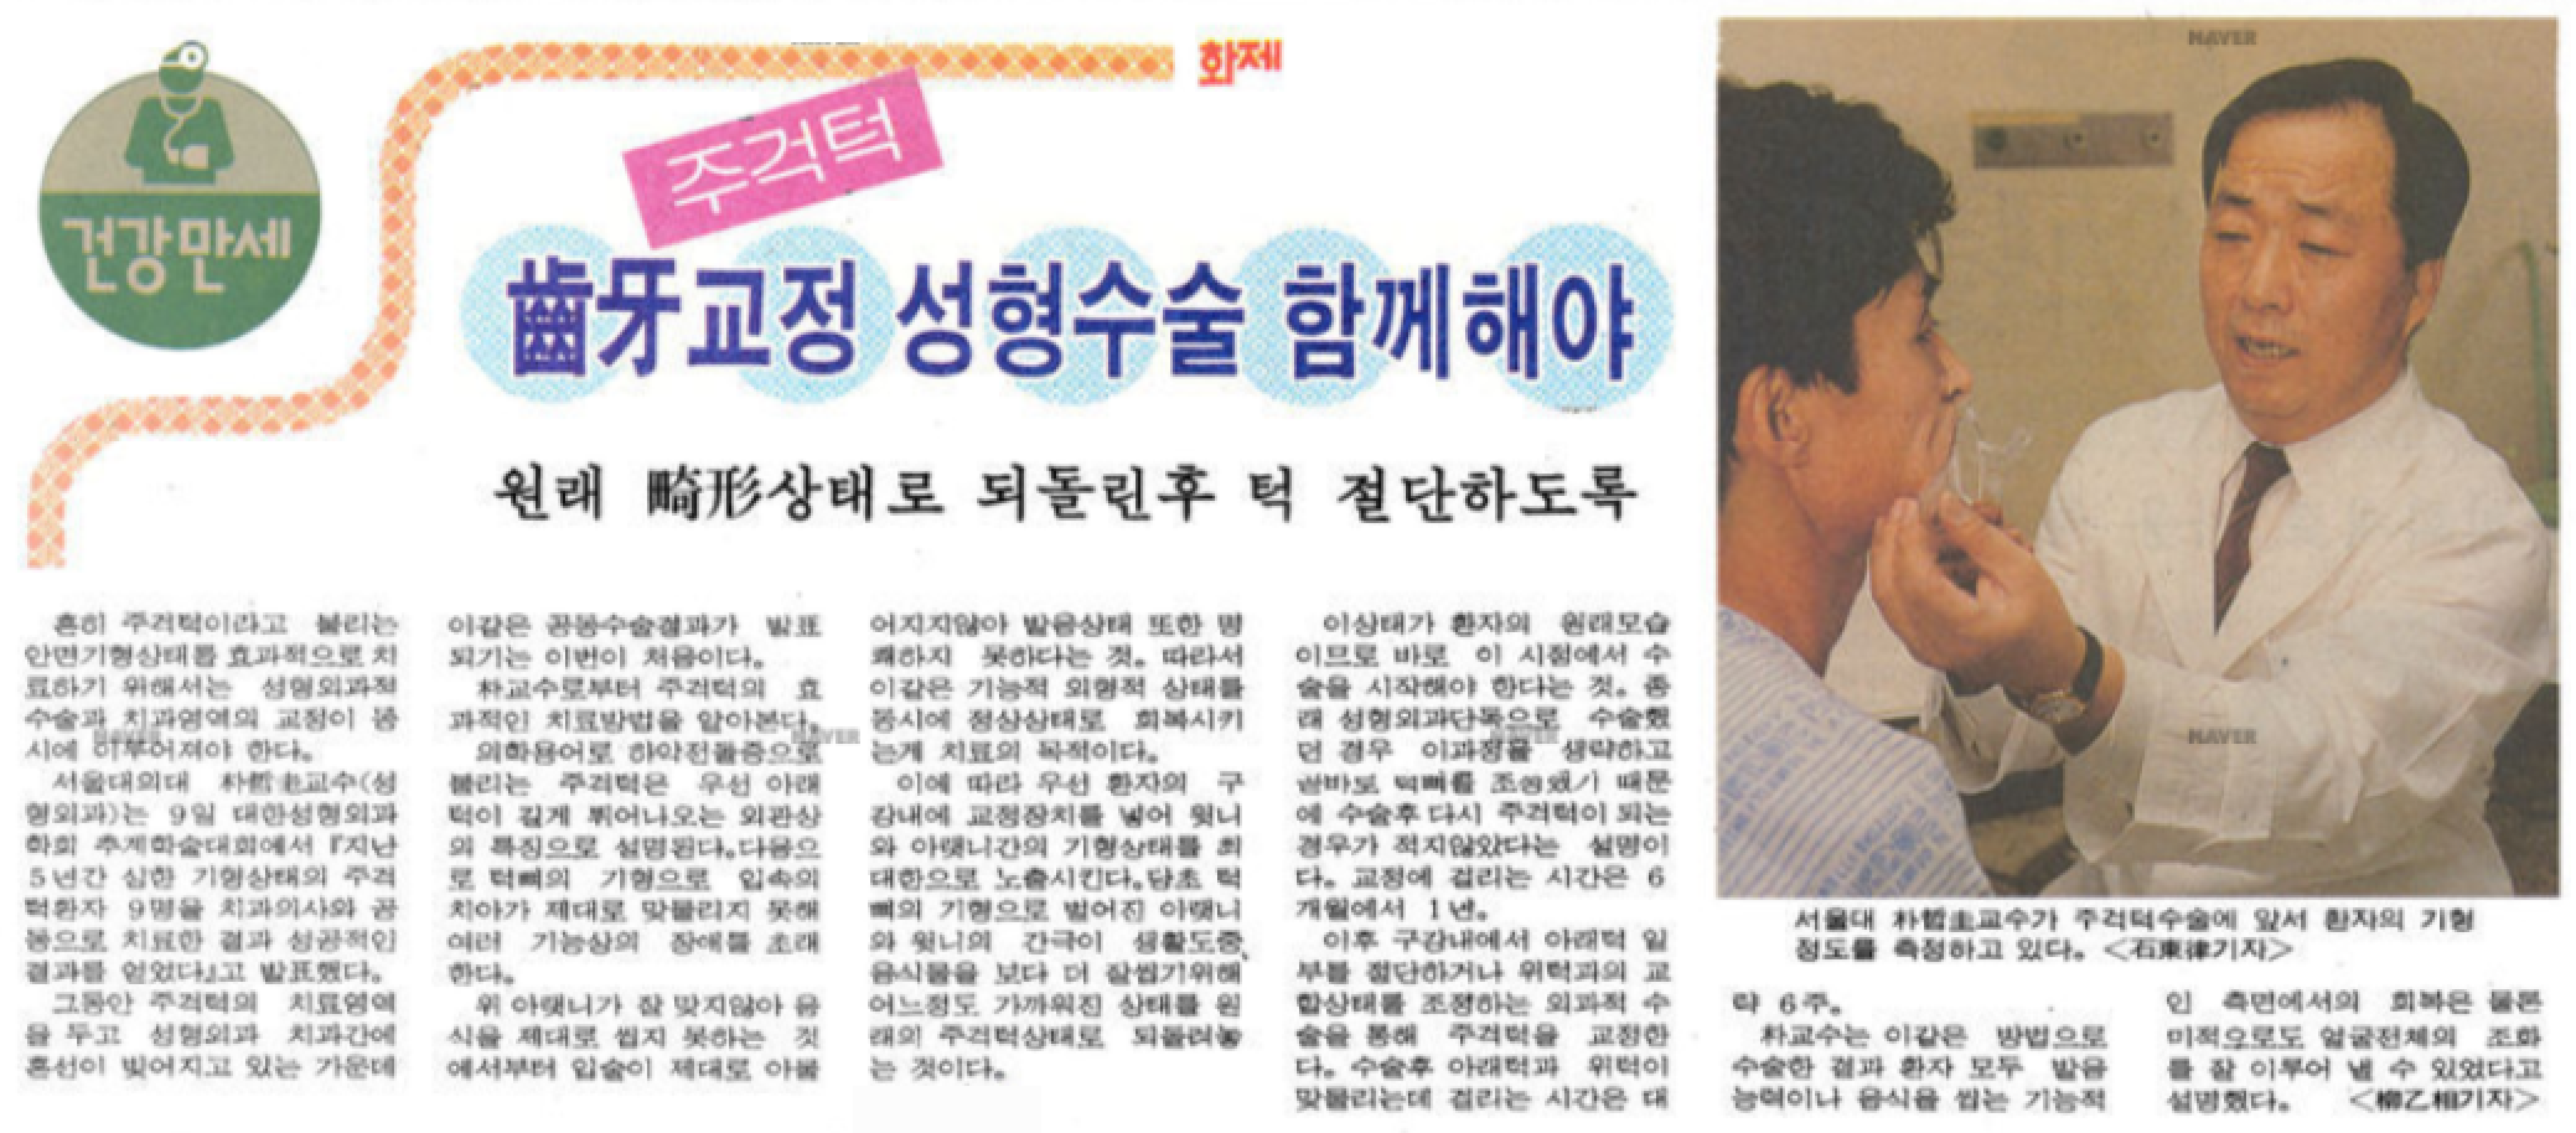 건강만세
화제
주걱턱
齒牙교정 성형수술 함께해야
원래 畸形상태로 되돌린후 턱 절단하도록
흔히 주걱턱이라고 불리는
안면기형상태를 효과적으로 치
료하기 위해서는 성형외과적
수술과 치과영역의 교정이 동
시에 이루어져야 한다。
서울대의대 朴哲圭교수(성
형외과)는 9일 대한성형외과
학회 추계학술대회에서 『지난
5년간 심한 기형상태의 주걱
턱환자 9명을 치과의사와 공
동으로 치료한 결과 성공적인
결과를 얻었다』고 발표했다。
그동안 주걱턱의 치료영역
을 두고 성형외과 치과간에
혼선이 빚어지고 있는 가운데
이같은 공동수술결과가 발표
되기는 이번이 처음이다。
朴교수로부터 주걱턱의 효
과적인 치료방법을 알아본다。
의학용어로 하악전돌증으로
불리는 주걱턱은 우선 아래
턱이 길게 튀어나오는 외관상
의 특징으로 설명된다。다음으
로 턱뼈의 기형으로 입속의
치아가 제대로 맞물리지 못해
여러 기능상의 장애를 초래
한다。
위 아랫니가 잘 맞지않아 음
식을 제대로 씹지 못하는 것
에서부터 입술이 제대로 아물
어지지않아 발음상태 또한 명
쾌하지 못하다는 것。따라서
이같은 기능적 외형적 상태를
동시에 정상상태로 회복시키
는게 치료의 목적이다。
이에 따라 우선 환자의 구
강내에 교정장치를 넣어 윗니
와 아랫니간의 기형상태를 최
대한으로 노출시킨다。당초 턱
뼈의 기형으로 벌어진 아랫니
와 윗니의 간극이 생활도중、
음식물을 보다 더 잘씹기위해
어느정도 가까워진 상태를 원
래의 주걱턱상태로 되돌려놓
는 것이다。
이상태가 환자의 원래모습
이므로 바로 이 시점에서 수
술을 시작해야 한다는 것。종
래 성형외과단독으로 수술했
던 경우 이과정을 생략하고
곧바로 턱뼈를 조정했기 때문
에 수술후 다시 주걱턱이 되는
경우가 적지않았다는 설명이
다。교정에 걸리는 시간은 6
개월에서 1년。
이후 구강내에서 아래턱 일
부를 절단하거나 위턱과의 교
합상태를 조정하는 외과적 수
술을 통해 주걱턱을 교정한
다。수술후 아래턱과 위턱이
맞물리는데 걸리는 시간은 대
서울대 朴哲圭교수가 주걱턱수술에 앞서 환자의 기형
정도를 측정하고 있다。<石東律기자>
략 6주。
朴교수는 이같은 방법으로
수술한 결과 환자 모두 발음
능력이나 음식을 씹는 기능적
인 측면에서의 회복은 물론
미적으로도 얼굴전체의 조화
를 잘 이루어 낼 수 있었다고
설명했다。 <柳乙相기자>
NAVER
NAVER
NAVER
NAVER
NAVER